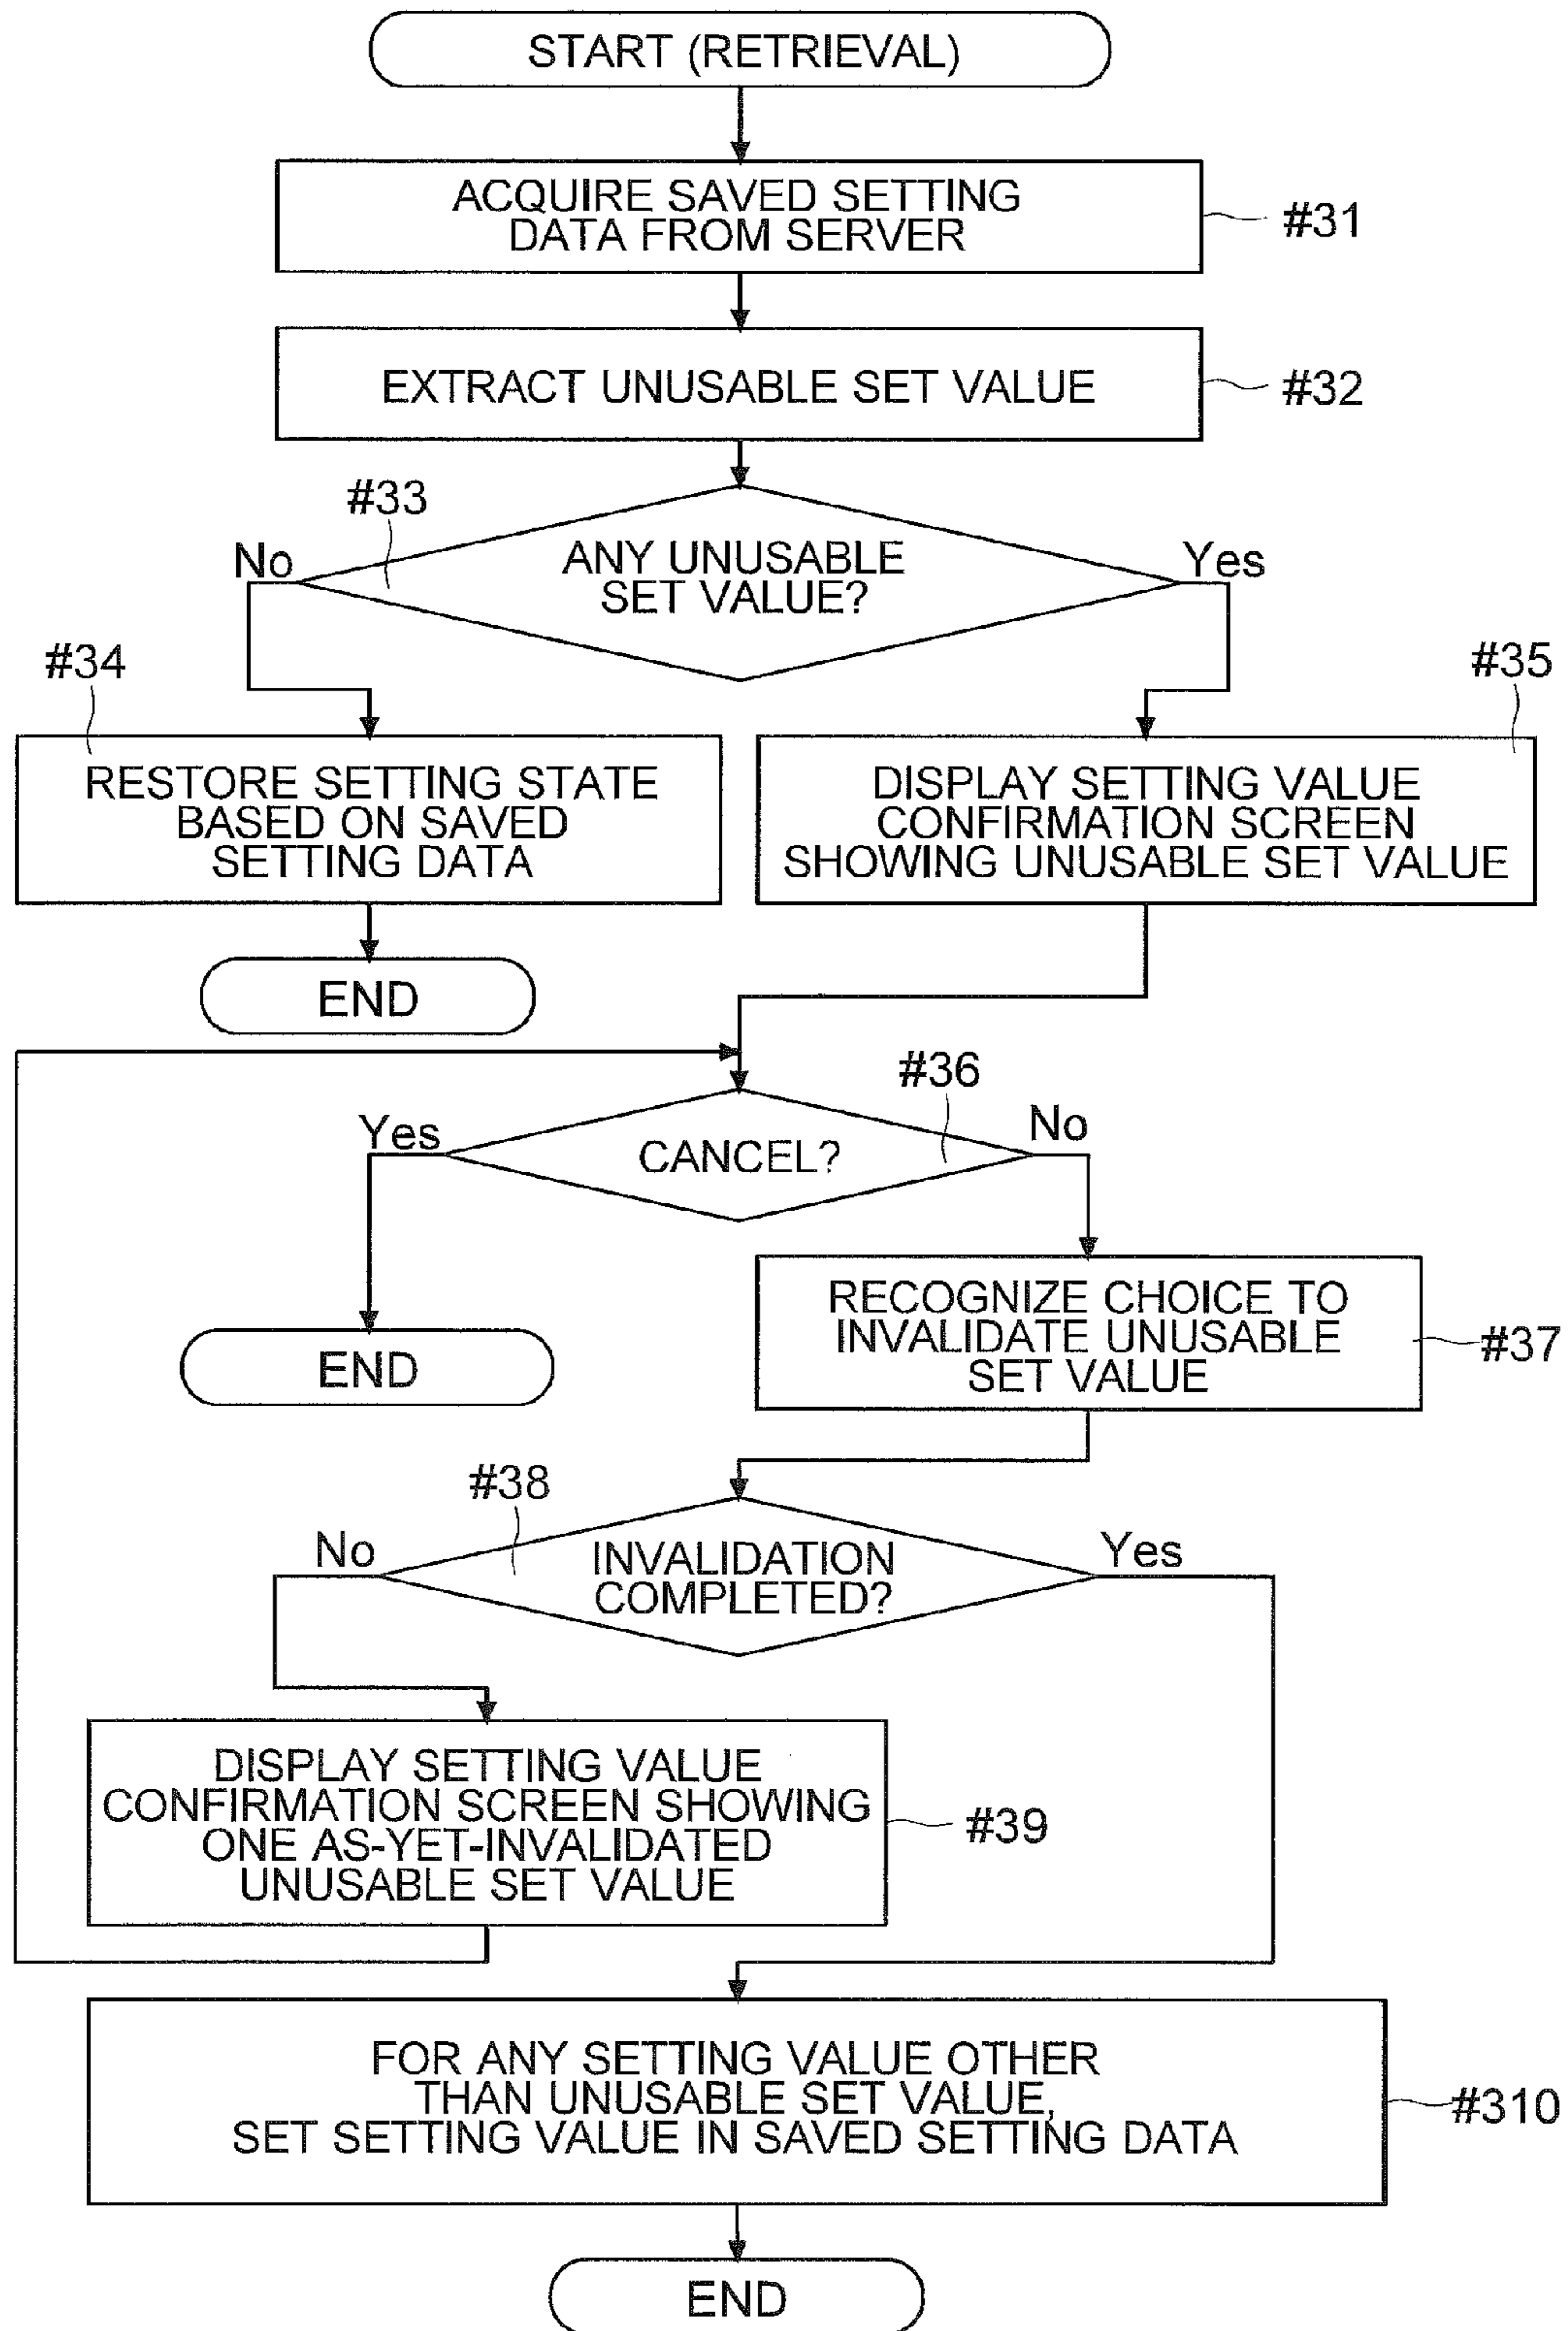 START (RETRIEVAL)
ACQUIRE SAVED SETTING
DATA FROM SERVER
#31
EXTRACT UNUSABLE SET VALUE
#32
#33
No
ANY UNUSABLE
SET VALUE?
Yes
#34
#35
RESTORE SETTING STATE
BASED ON SAVED
SETTING DATA
DISPLAY SETTING VALUE
CONFIRMATION SCREEN
SHOWING UNUSABLE SET VALUE
END
#36
Yes
CANCEL?
No
RECOGNIZE CHOICE TO
INVALIDATE UNUSABLE
SET VALUE
#37
END
#38
No
INVALIDATION
COMPLETED?
Yes
DISPLAY SETTING VALUE
CONFIRMATION SCREEN SHOWING
ONE AS-YET-INVALIDATED
UNUSABLE SET VALUE
#39
FOR ANY SETTING VALUE OTHER
THAN UNUSABLE SET VALUE,
SET SETTING VALUE IN SAVED SETTING DATA
#310
END